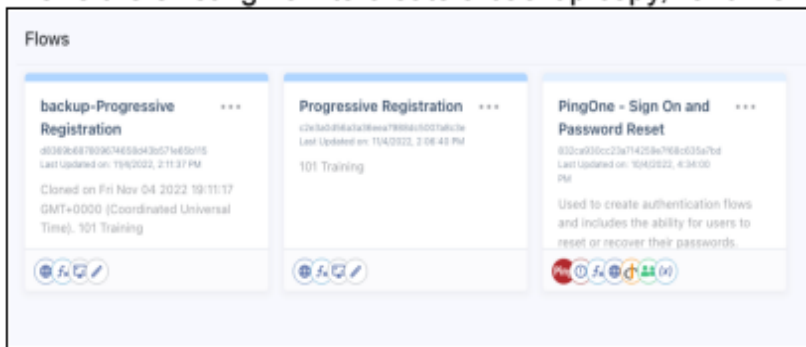 Flows
backup-Progressive
Registration
Last Updated on: 11/4/2022, 2:11:37 PM
Cloned on Fri Nov 04 2022 19:11:17
GMT+0000 (Coordinated Universal
Time). 101 Training
Progressive Registration
Last Updated on: 11/4/2022, 2:06:40 PM
101 Training
PingOne - Sign On and
Password Reset
Last Updated on: 10/4/2022, 4:34:00
PM
Used to create authentication flows
and includes the ability for users to
reset or recover their passwords.